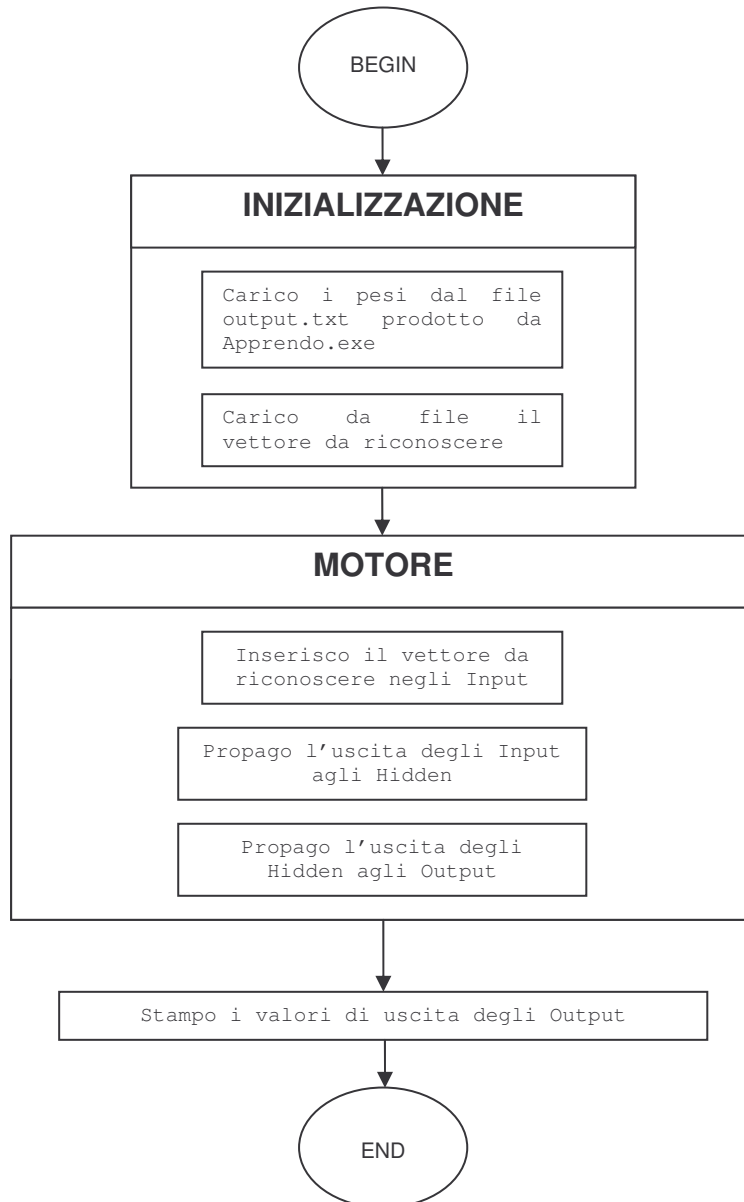 BEGIN
INIZIALIZZAZIONE
Carico i pesi dal file
output.txt prodotto da
Apprendo.exe
Carico da file il
vettore da riconoscere
MOTORE
Inserisco il vettore da
riconoscere negli Input
Propago l’uscita degli Input
agli Hidden
Propago l’uscita degli
Hidden agli Output
Stampo i valori di uscita degli Output
END